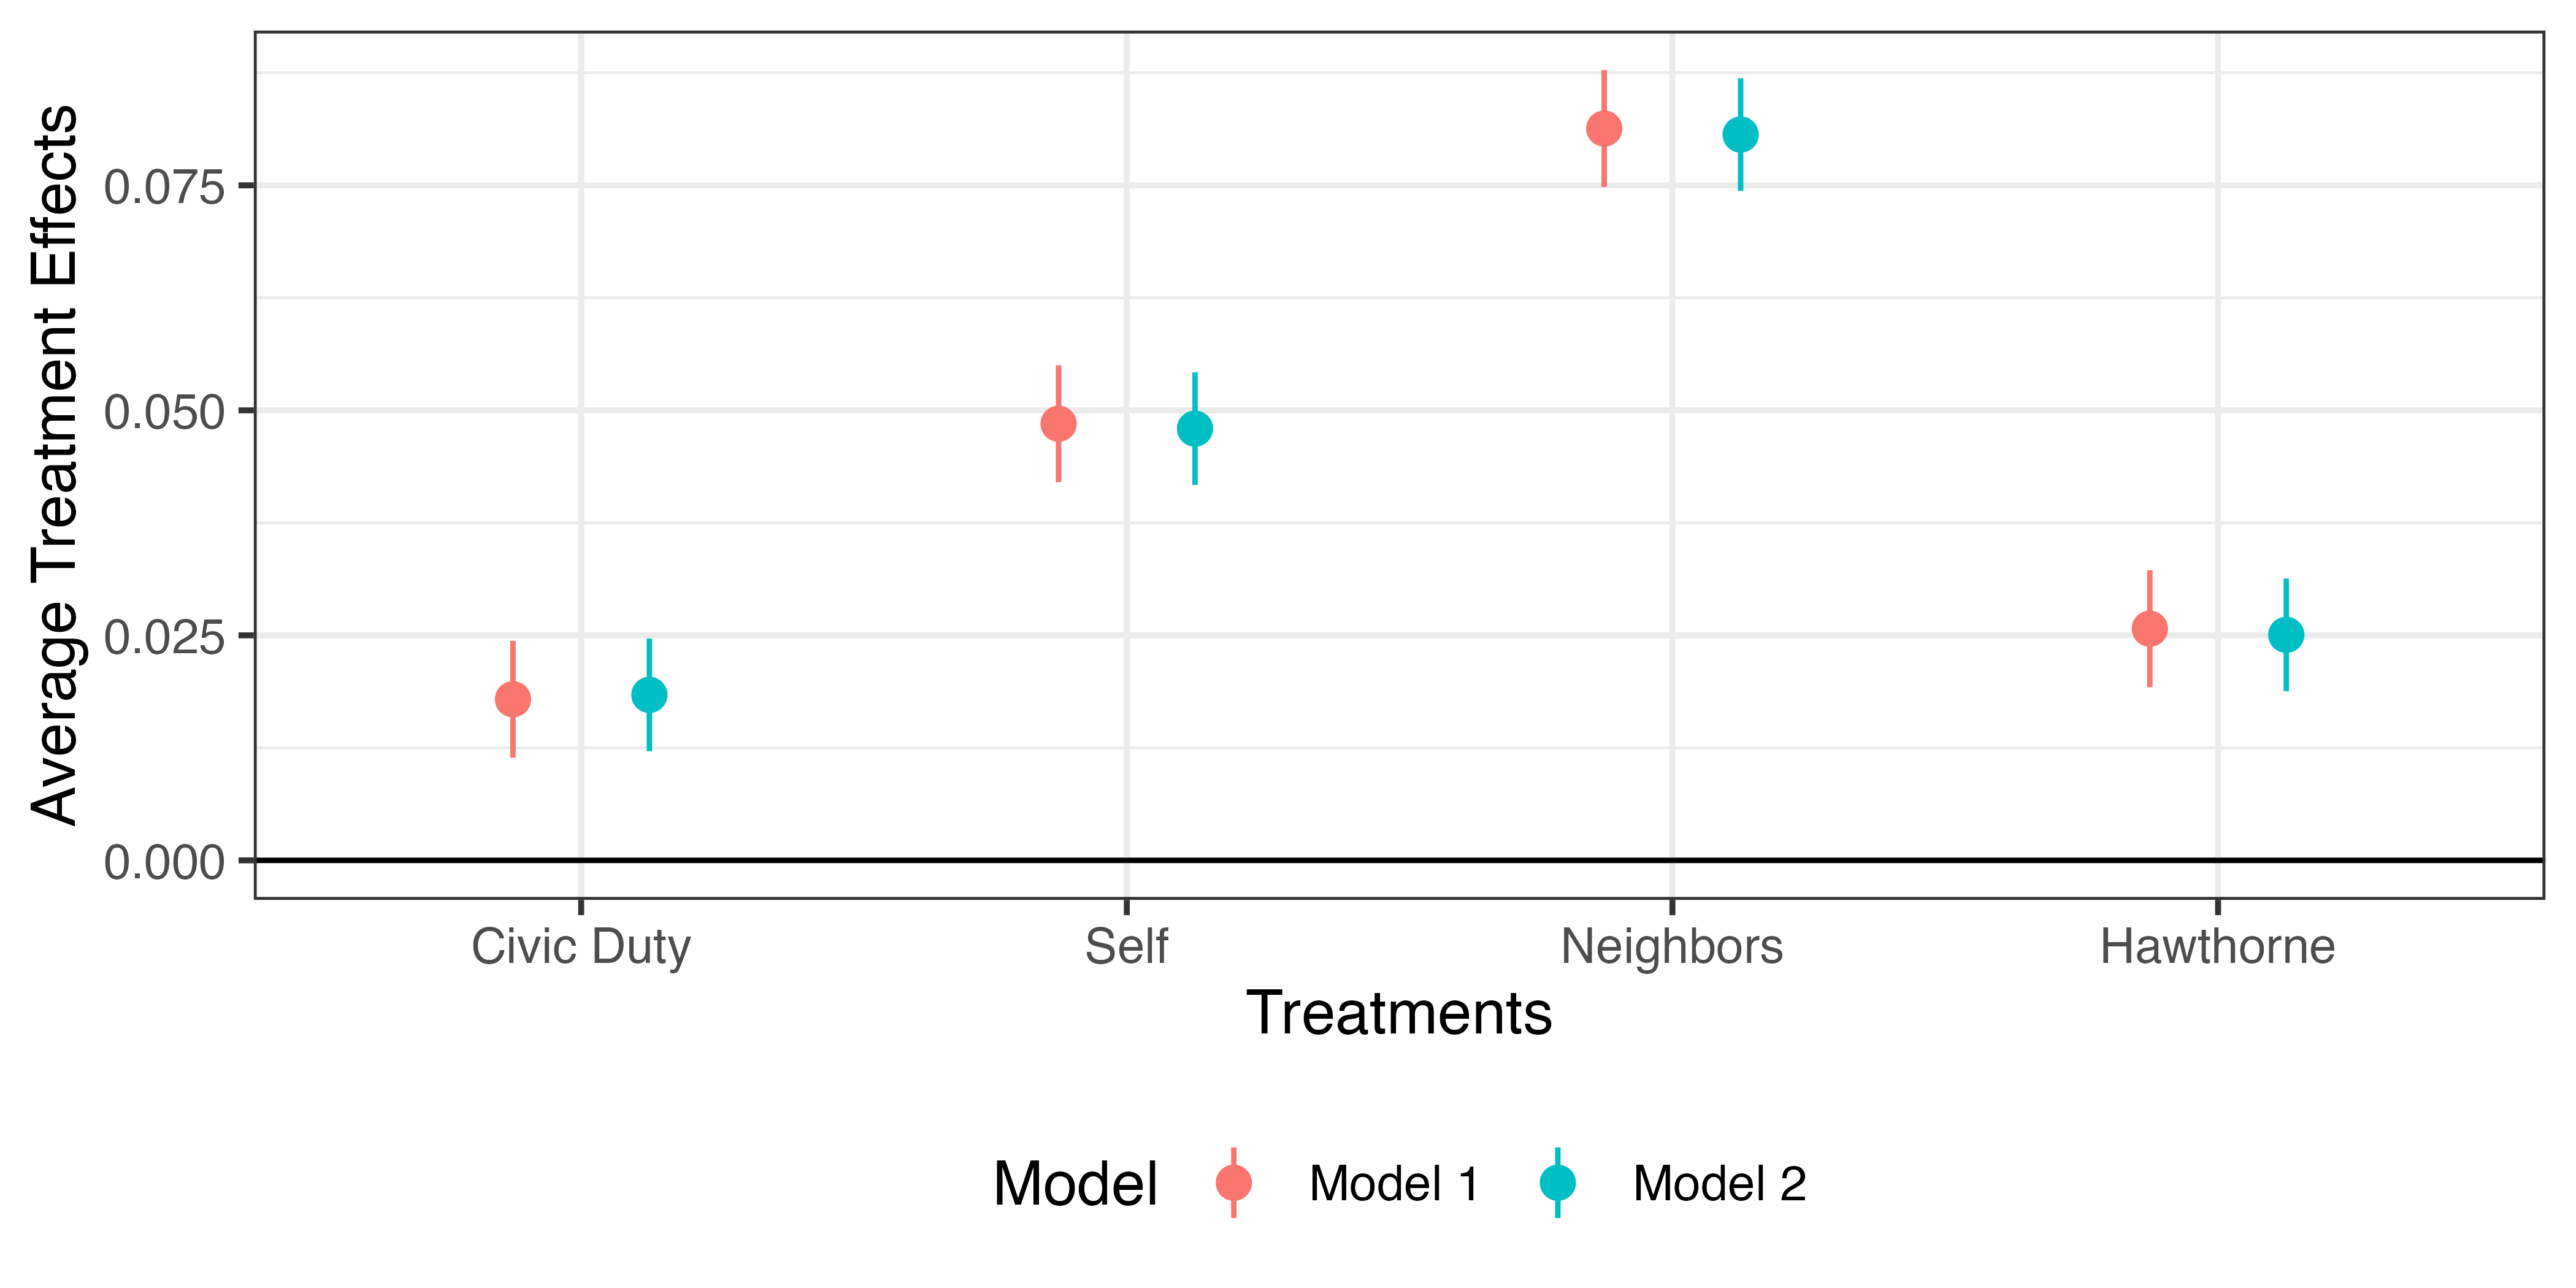 Average Treatment Effects
0.075
0.050
0.025
0.000
Civic Duty Self Neighbors Hawthorne
Treatments
Model Model 1 Model 2